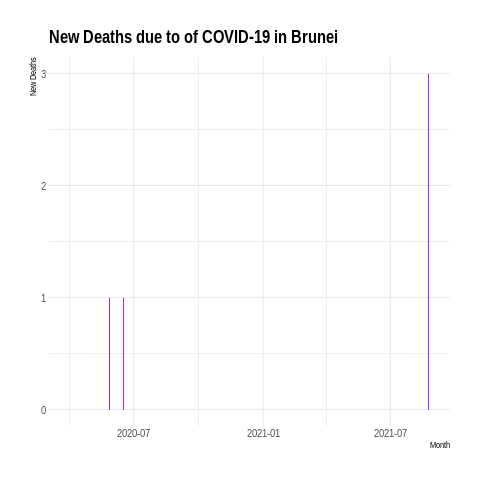 New Deaths due to of COVID-19 in Brunei
New Deaths
3
2
1
0
2020-07 2021-01 2021-07
Month